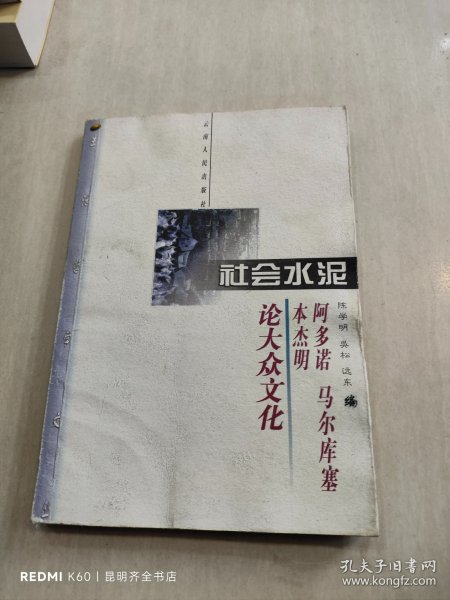 云南人民出版社
社会水泥
陈学明 吴松 远东 编
阿多诺 马尔库塞
本杰明
论大众文化
REDMI K60 | 昆明齐全书店
孔夫子旧书网
www.kongfz.com